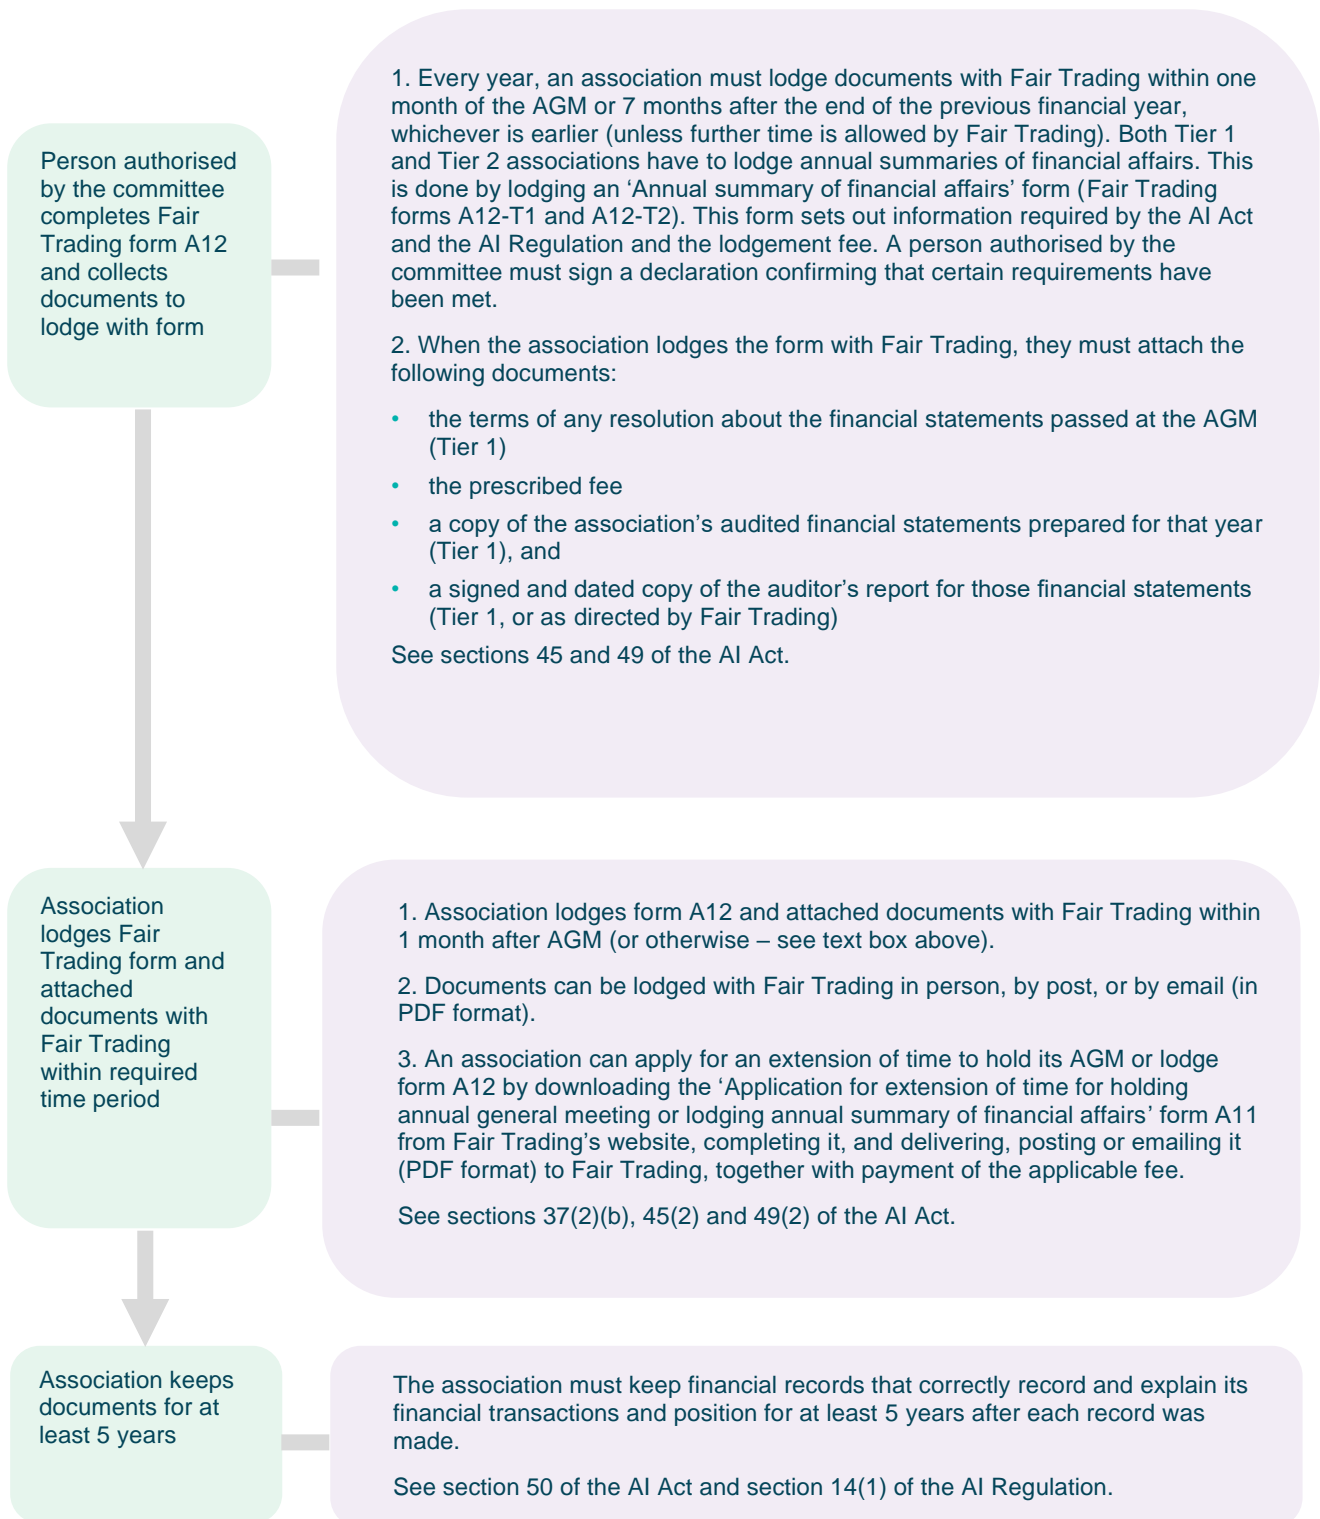 Person authorised
by the committee
completes Fair
Trading form A12
and collects
documents to
lodge with form
1. Every year, an association must lodge documents with Fair Trading within one
month of the AGM or 7 months after the end of the previous financial year,
whichever is earlier (unless further time is allowed by Fair Trading). Both Tier 1
and Tier 2 associations have to lodge annual summaries of financial affairs. This
is done by lodging an ‘Annual summary of financial affairs’ form (Fair Trading
forms A12-T1 and A12-T2). This form sets out information required by the AI Act
and the AI Regulation and the lodgement fee. A person authorised by the
committee must sign a declaration confirming that certain requirements have
been met.
2. When the association lodges the form with Fair Trading, they must attach the
following documents:
• the terms of any resolution about the financial statements passed at the AGM
(Tier 1)
• the prescribed fee
• a copy of the association’s audited financial statements prepared for that year
(Tier 1), and
• a signed and dated copy of the auditor’s report for those financial statements
(Tier 1, or as directed by Fair Trading)
See sections 45 and 49 of the AI Act.
Association
lodges Fair
Trading form and
attached
documents with
Fair Trading
within required
time period
1. Association lodges form A12 and attached documents with Fair Trading within
1 month after AGM (or otherwise – see text box above).
2. Documents can be lodged with Fair Trading in person, by post, or by email (in
PDF format).
3. An association can apply for an extension of time to hold its AGM or lodge
form A12 by downloading the ‘Application for extension of time for holding
annual general meeting or lodging annual summary of financial affairs’ form A11
from Fair Trading’s website, completing it, and delivering, posting or emailing it
(PDF format) to Fair Trading, together with payment of the applicable fee.
See sections 37(2)(b), 45(2) and 49(2) of the AI Act.
Association keeps
documents for at
least 5 years
The association must keep financial records that correctly record and explain its
financial transactions and position for at least 5 years after each record was
made.
See section 50 of the AI Act and section 14(1) of the AI Regulation.